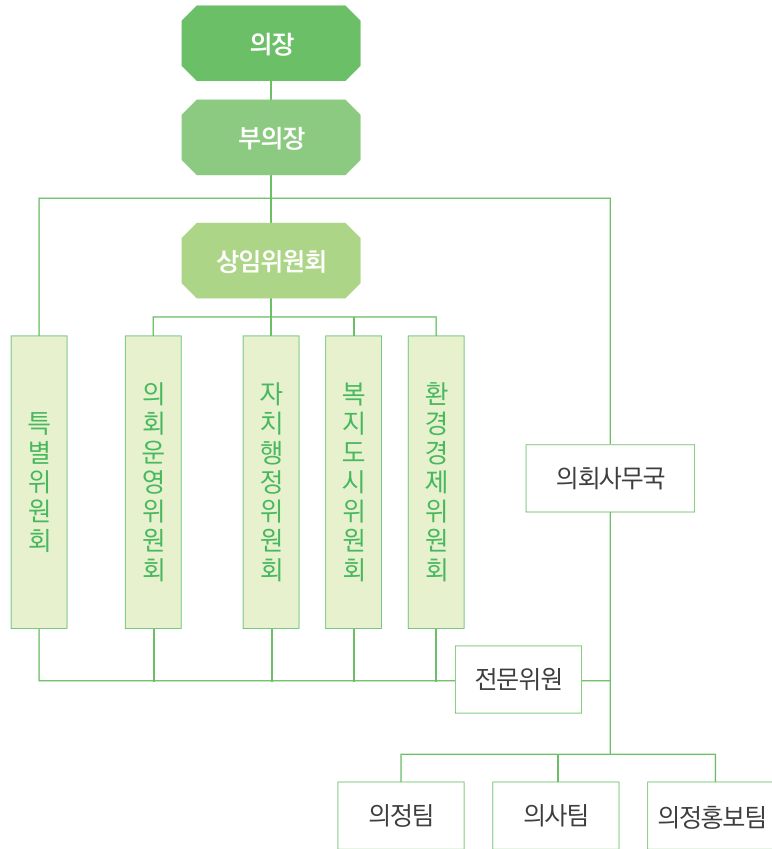 의장
부의장
상임위원회
특별위원회
의회운영위원회
자치행정위원회
복지도시위원회
환경경제위원회
의회사무국
전문위원
의정팀
의사팀
의정홍보팀